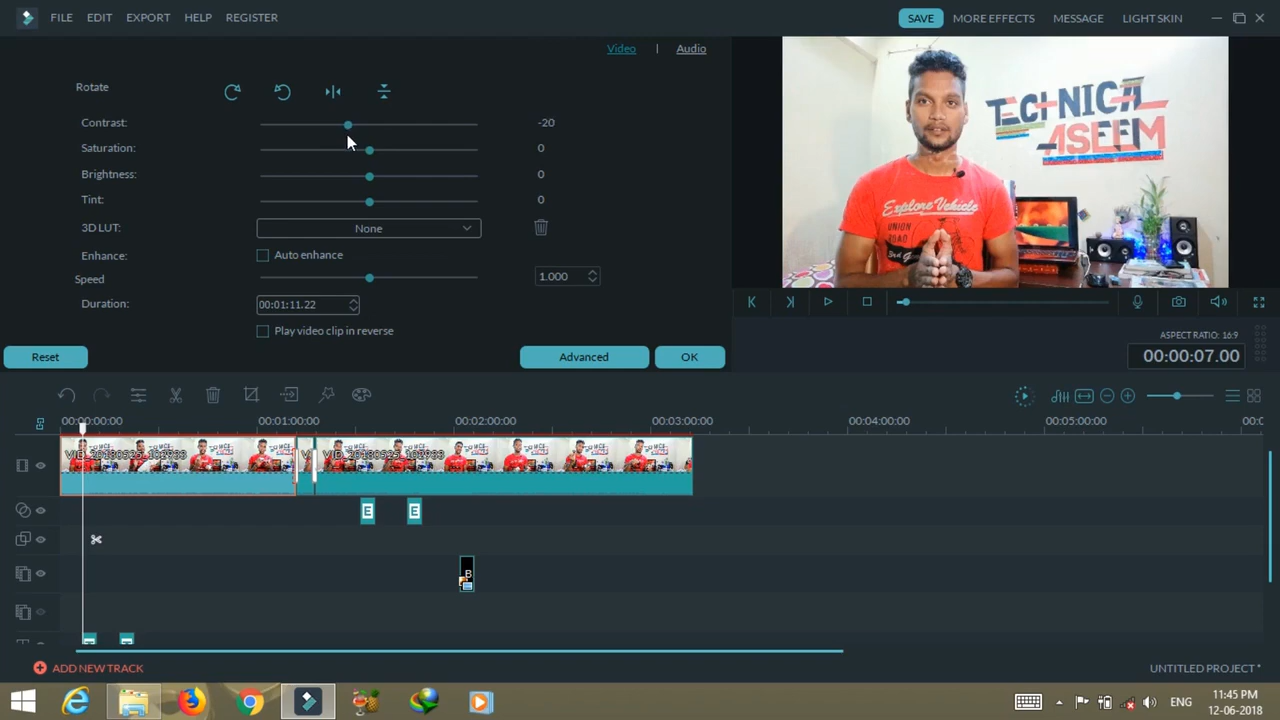 FILE EDIT EXPORT HELP REGISTER SAVE MORE EFFECTS MESSAGE LIGHT SKIN
Video | Audio
Rotate
Contrast: -20
Saturation: 0
Brightness: 0
Tint: 0
3D LUT: None
Enhance: Auto enhance
Speed 1.000
Duration: 00:01:11.22
Play video clip in reverse
Reset Advanced OK
TECHNICA
ASEEM
Explore Vehicle
UNION
ROAD
ASPECT RATIO: 16:9
00:00:07.00
00:00:00:00 00:01:00:00 00:02:00:00 00:03:00:00 00:04:00:00 00:05:00:00
VID_20180525_102933 VID_20180525_102933
E E
B
ADD NEW TRACK UNTITLED PROJECT *
ENG
11:45 PM
12-06-2018